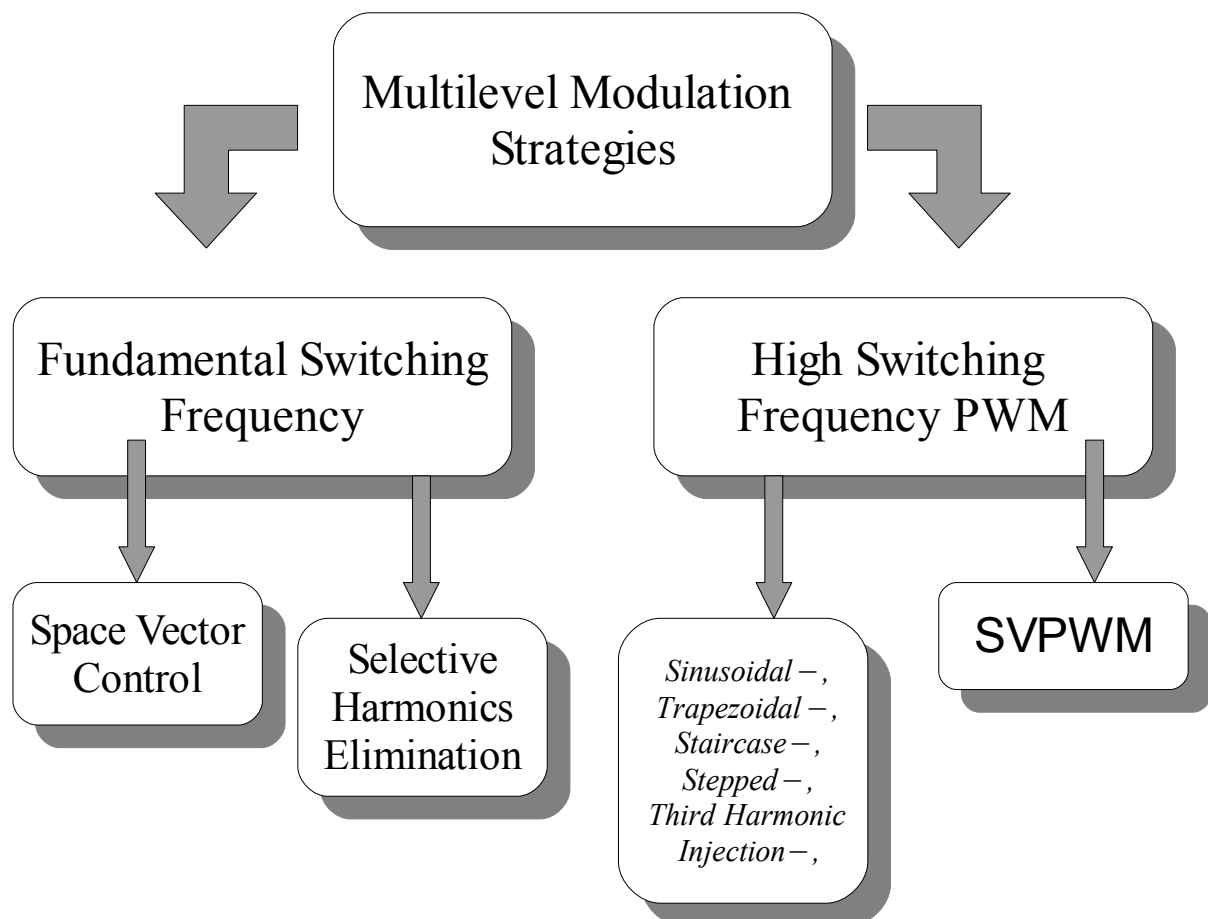 Multilevel Modulation
Strategies
Fundamental Switching
Frequency
High Switching
Frequency PWM
Space Vector
Control
Selective
Harmonics
Elimination
Sinusoidal−,
Trapezoidal−,
Staircase−,
Stepped−,
Third Harmonic
Injection−,
SVPWM